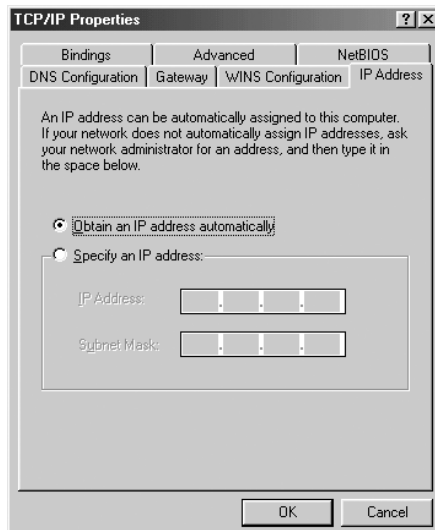 TCP/IP Properties
Bindings Advanced NetBIOS
DNS Configuration Gateway WINS Configuration IP Address
An IP address can be automatically assigned to this computer.
If your network does not automatically assign IP addresses, ask
your network administrator for an address, and then type it in
the space below.
Obtain an IP address automatically
Specify an IP address:
IP Address:
Subnet Mask:
OK Cancel